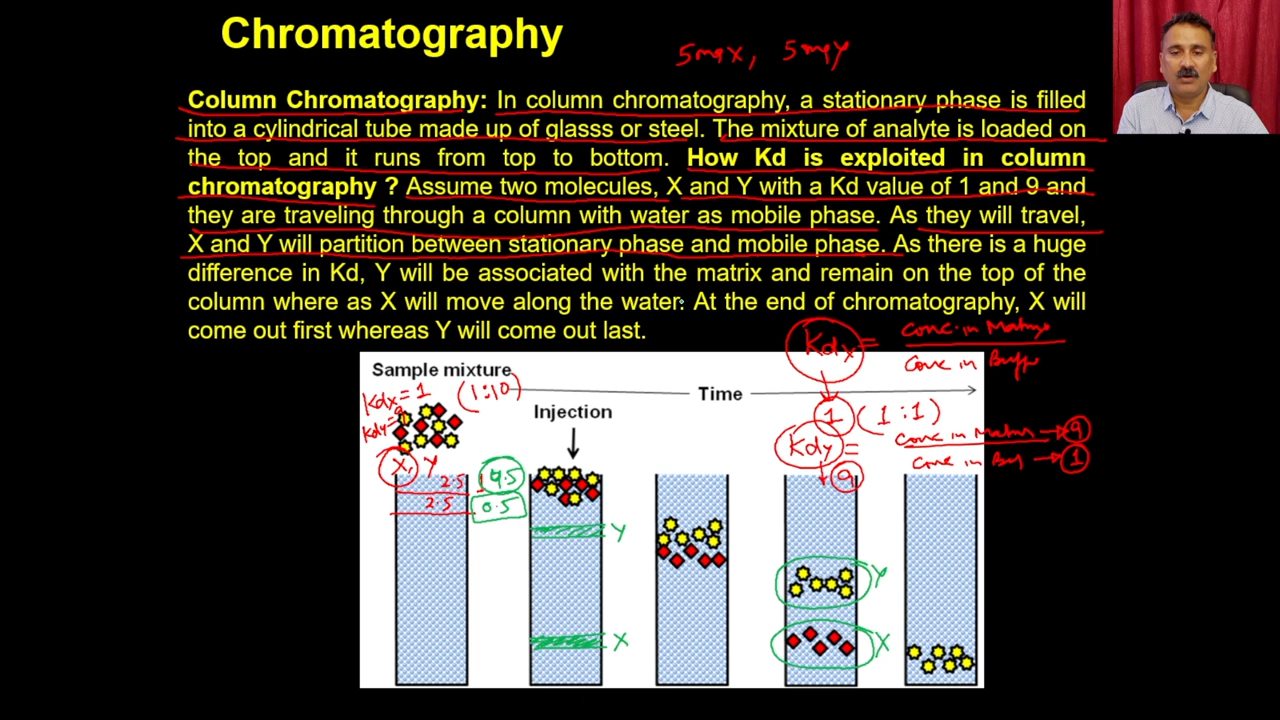 Chromatography
5mg X, 5mg Y
Column Chromatography: In column chromatography, a stationary phase is filled
into a cylindrical tube made up of glasss or steel. The mixture of analyte is loaded on
the top and it runs from top to bottom. How Kd is exploited in column
chromatography ? Assume two molecules, X and Y with a Kd value of 1 and 9 and
they are traveling through a column with water as mobile phase. As they will travel,
X and Y will partition between stationary phase and mobile phase. As there is a huge
difference in Kd, Y will be associated with the matrix and remain on the top of the
column where as X will move along the water. At the end of chromatography, X will
come out first whereas Y will come out last.
Kdx = Conc. in Matrix
Conc in Buffer
Sample mixture
Kdx = 1 (1:10)
Time
Injection
1 (1:1)
Kdy = 9
Kdy = Conc in Matrix → 9
Conc in Buf → 1
9
X, Y
2.5
9.5
2.5
0.5
Y
Y
X
X